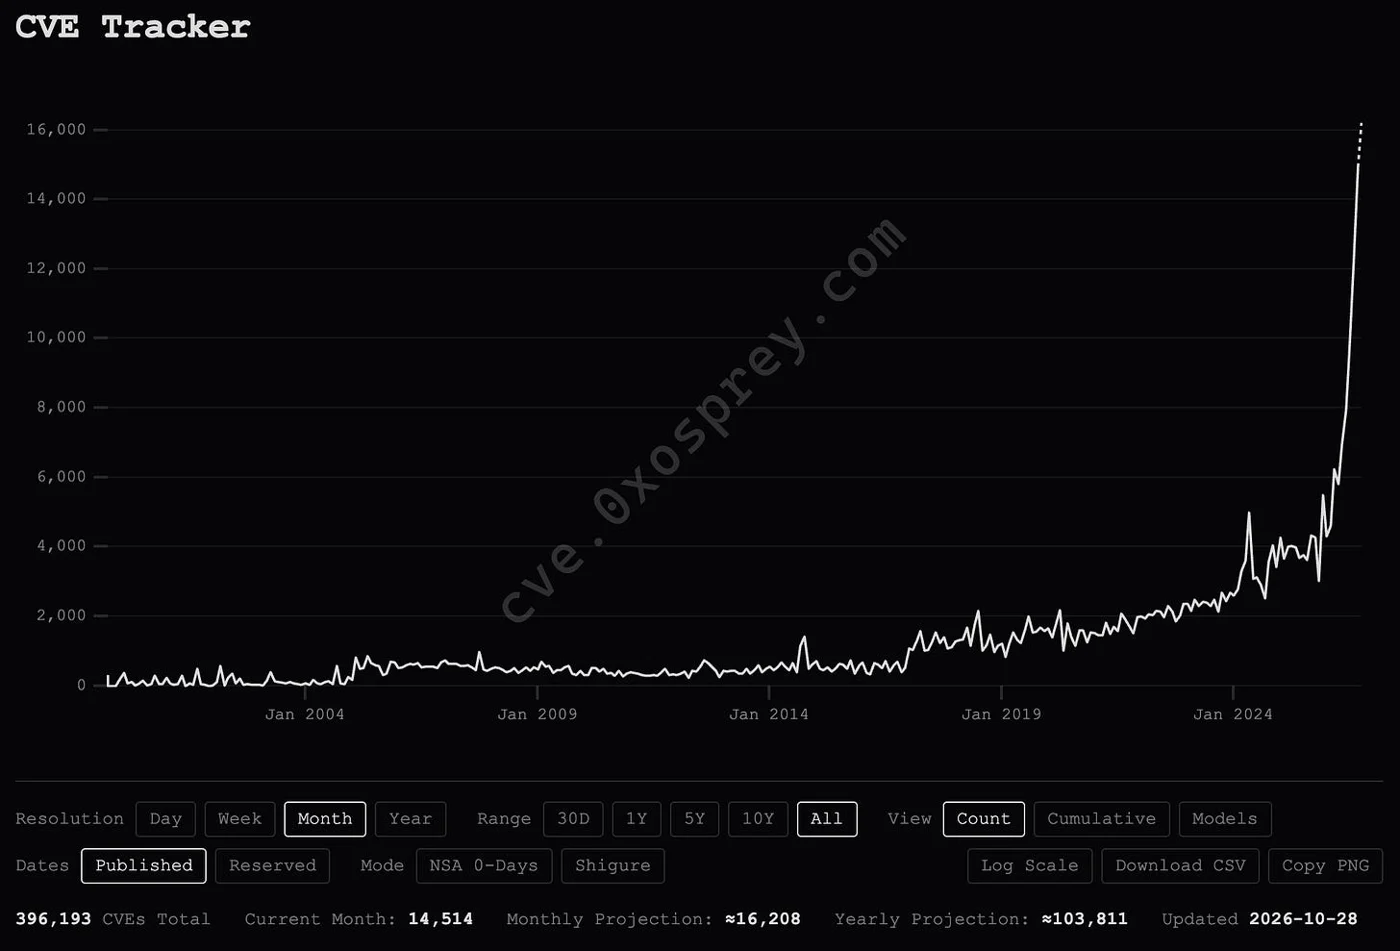 CVE Tracker
16,000
14,000
12,000
10,000
8,000
6,000
4,000
2,000
0
cve.0xosprey.com
Jan 2004 Jan 2009 Jan 2014 Jan 2019 Jan 2024
Resolution Day Week Month Year Range 30D 1Y 5Y 10Y All View Count Cumulative Models
Dates Published Reserved Mode NSA 0-Days Shigure Log Scale Download CSV Copy PNG
396,193 CVEs Total Current Month: 14,514 Monthly Projection: ≈16,208 Yearly Projection: ≈103,811 Updated 2026-10-28